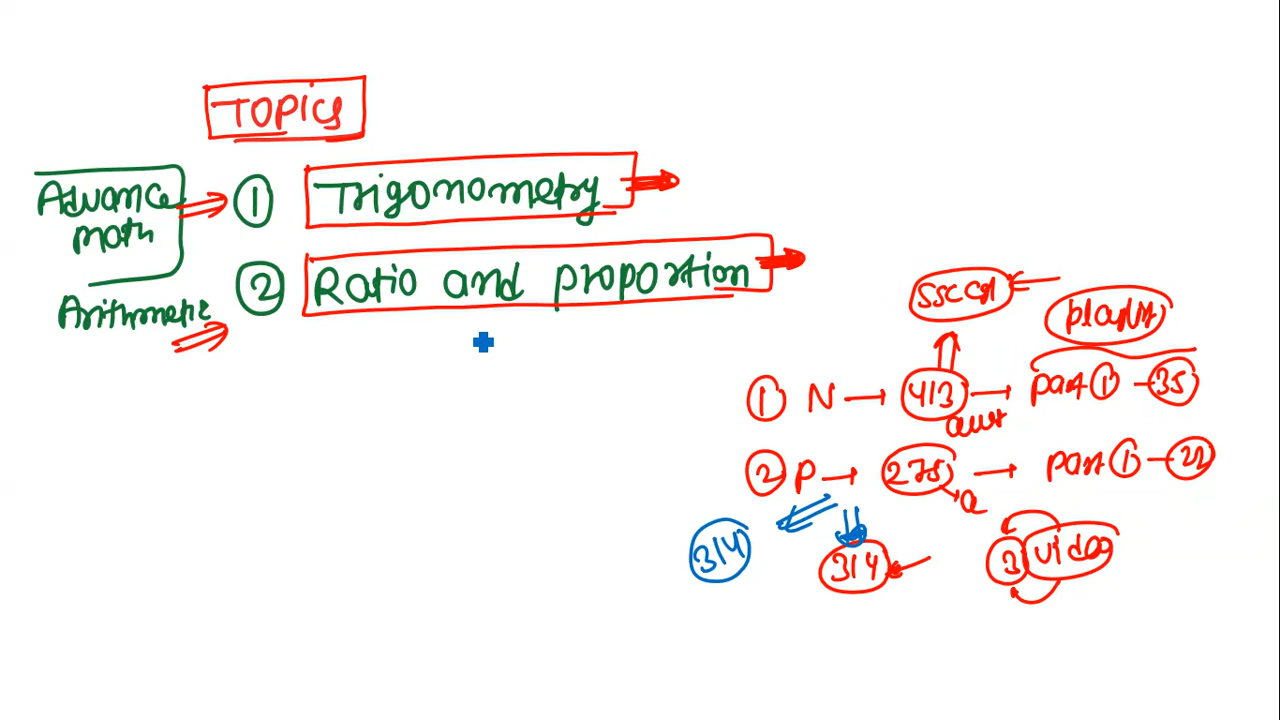 TOPics
Advance
math
① Trigonometry
② Ratio and proportion
Arithmetic
playlist
① N → 413 → part ① - 35
② P → 275 → part ① - 22
a
314
314
3 video